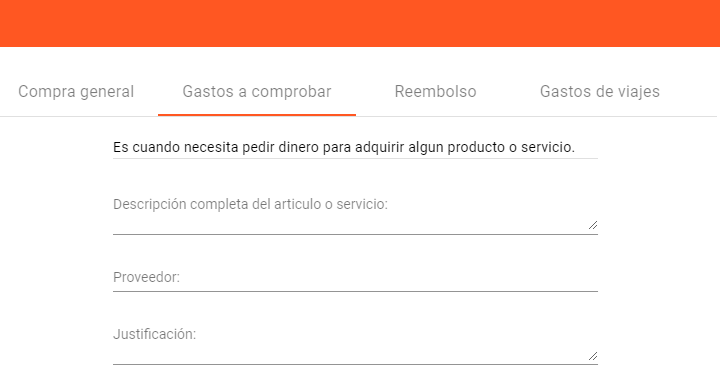 Compra general Gastos a comprobar Reembolso Gastos de viajes
Es cuando necesita pedir dinero para adquirir algun producto o servicio.
Descripción completa del articulo o servicio:
Proveedor:
Justificación: